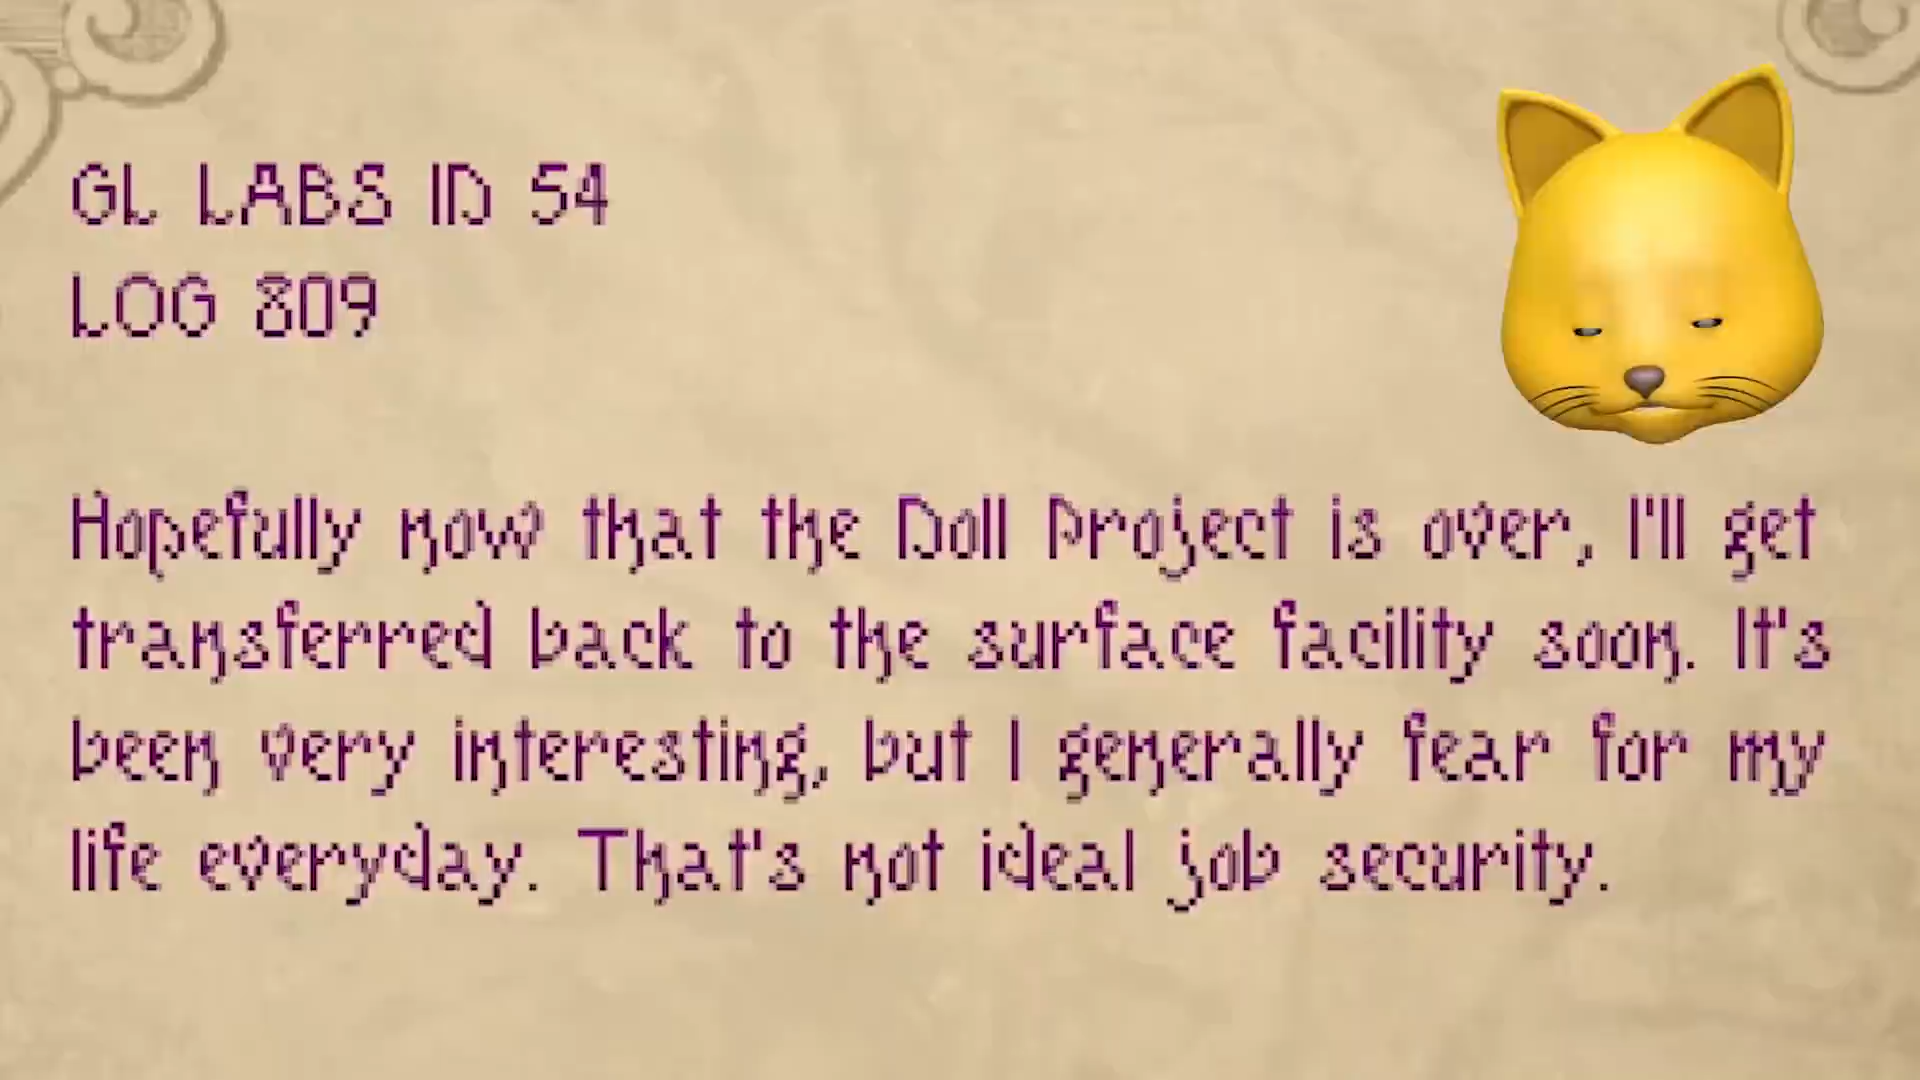 GL LABS ID 54
LOG 809
Hopefully now that the Doll Project is over, I'll get
transferred back to the surface facility soon. It's
been very interesting, but I generally fear for my
life everyday. That's not ideal job security.